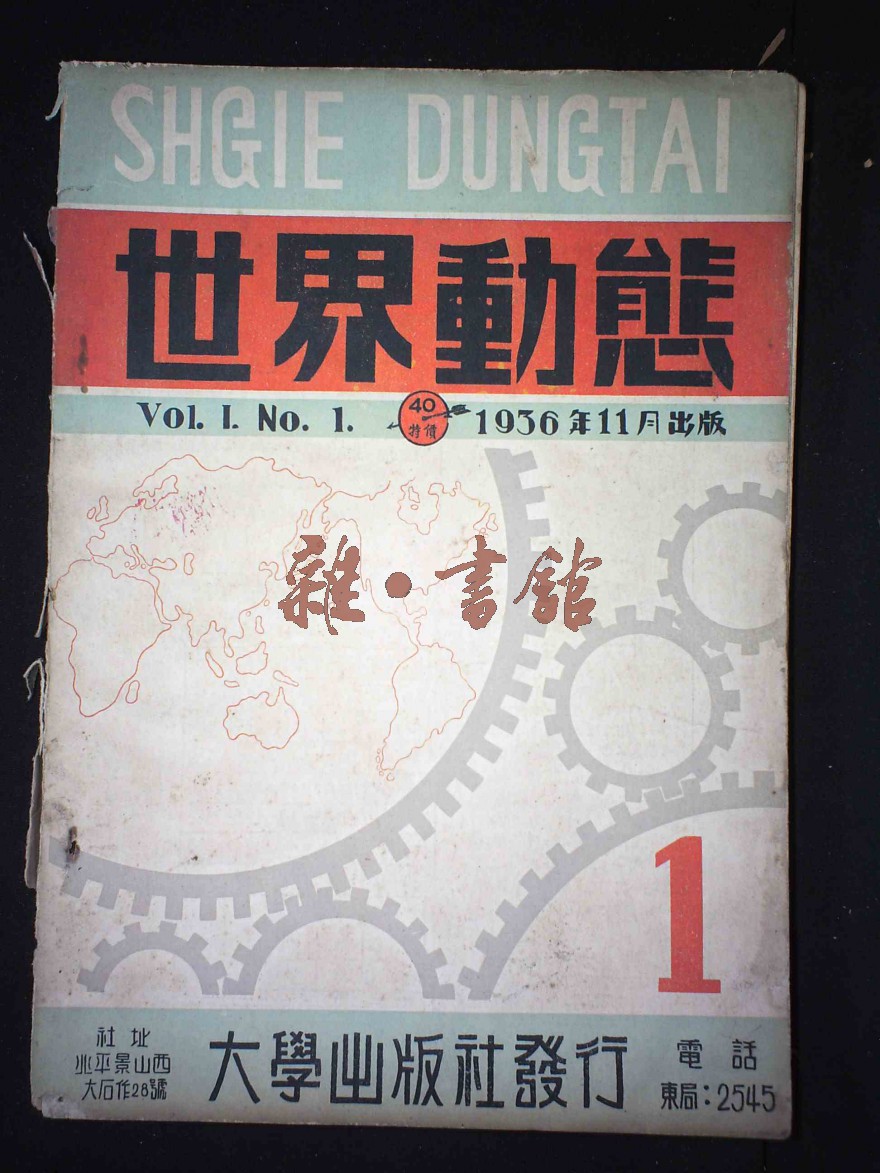 SHGIE DUNGTAI
世界動態
Vol. I. No. 1.
40
特價
1936年11月出版
雜·書館
1
社址
北平景山西
大石作28號
大學出版社發行
電話
東局:2545